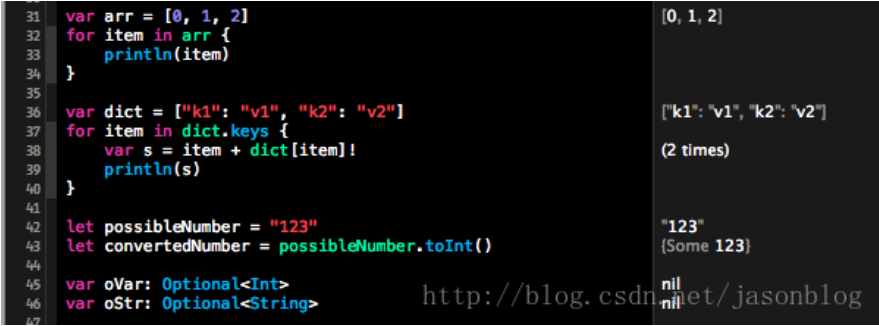 31 var arr = [0, 1, 2] [0, 1, 2]
32 for item in arr {
33 println(item)
34 }
35
36 var dict = ["k1": "v1", "k2": "v2"] ["k1": "v1", "k2": "v2"]
37 for item in dict.keys {
38 var s = item + dict[item]! (2 times)
39 println(s)
40 }
41
42 let possibleNumber = "123" "123"
43 let convertedNumber = possibleNumber.toInt() {Some 123}
44
45 var oVar: Optional<Int> nil
46 var oStr: Optional<String> nil
http://blog.csdn.net/jasonblog
47